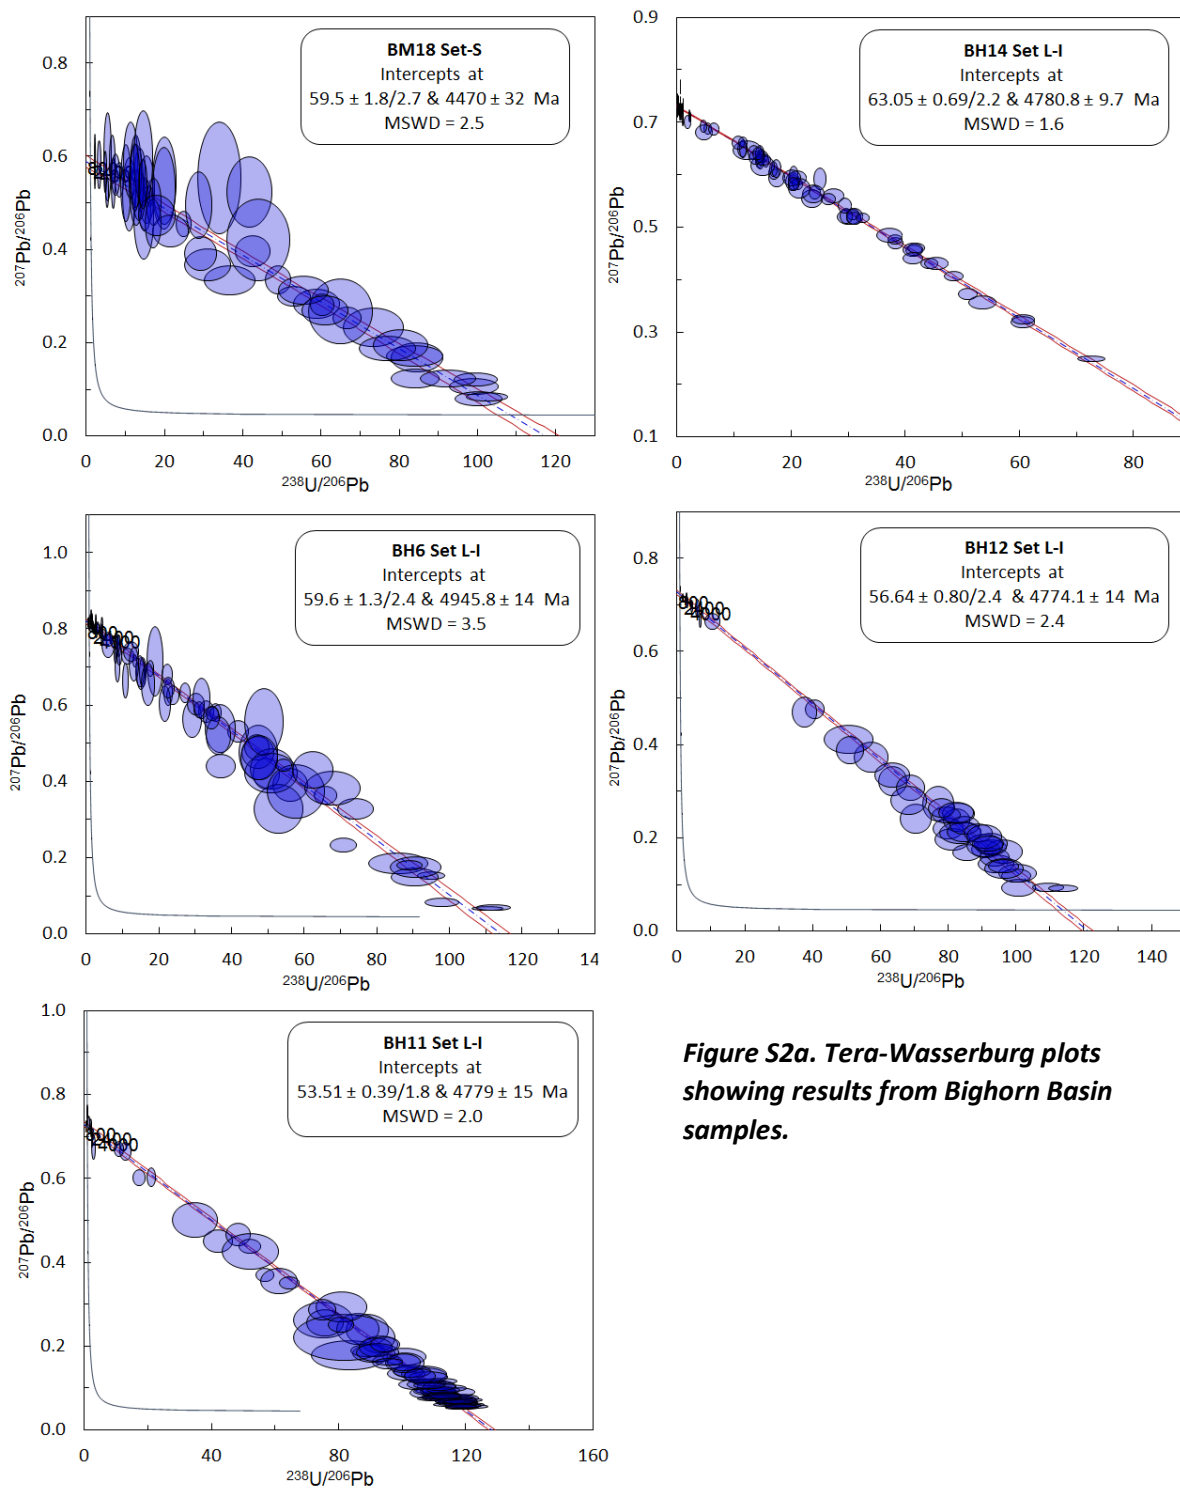 BM18 Set-S
Intercepts at
59.5 ± 1.8/2.7 & 4470 ± 32 Ma
MSWD = 2.5
0.8
0.6
0.4
0.2
0.0
²⁰⁷Pb/²⁰⁶Pb
0 20 40 60 80 100 120
²³⁸U/²⁰⁶Pb
BH14 Set L-I
Intercepts at
63.05 ± 0.69/2.2 & 4780.8 ± 9.7 Ma
MSWD = 1.6
0.9
0.7
0.5
0.3
0.1
²⁰⁷Pb/²⁰⁶Pb
0 20 40 60 80
²³⁸U/²⁰⁶Pb
BH6 Set L-I
Intercepts at
59.6 ± 1.3/2.4 & 4945.8 ± 14 Ma
MSWD = 3.5
1.0
0.8
0.6
0.4
0.2
0.0
²⁰⁷Pb/²⁰⁶Pb
0 20 40 60 80 100 120 14
²³⁸U/²⁰⁶Pb
BH12 Set L-I
Intercepts at
56.64 ± 0.80/2.4 & 4774.1 ± 14 Ma
MSWD = 2.4
0.8
0.6
0.4
0.2
0.0
4000
²⁰⁷Pb/²⁰⁶Pb
0 20 40 60 80 100 120 140
²³⁸U/²⁰⁶Pb
BH11 Set L-I
Intercepts at
53.51 ± 0.39/1.8 & 4779 ± 15 Ma
MSWD = 2.0
1.0
0.8
0.6
0.4
0.2
0.0
4000
²⁰⁷Pb/²⁰⁶Pb
0 40 80 120 160
²³⁸U/²⁰⁶Pb
Figure S2a. Tera-Wasserburg plots
showing results from Bighorn Basin
samples.